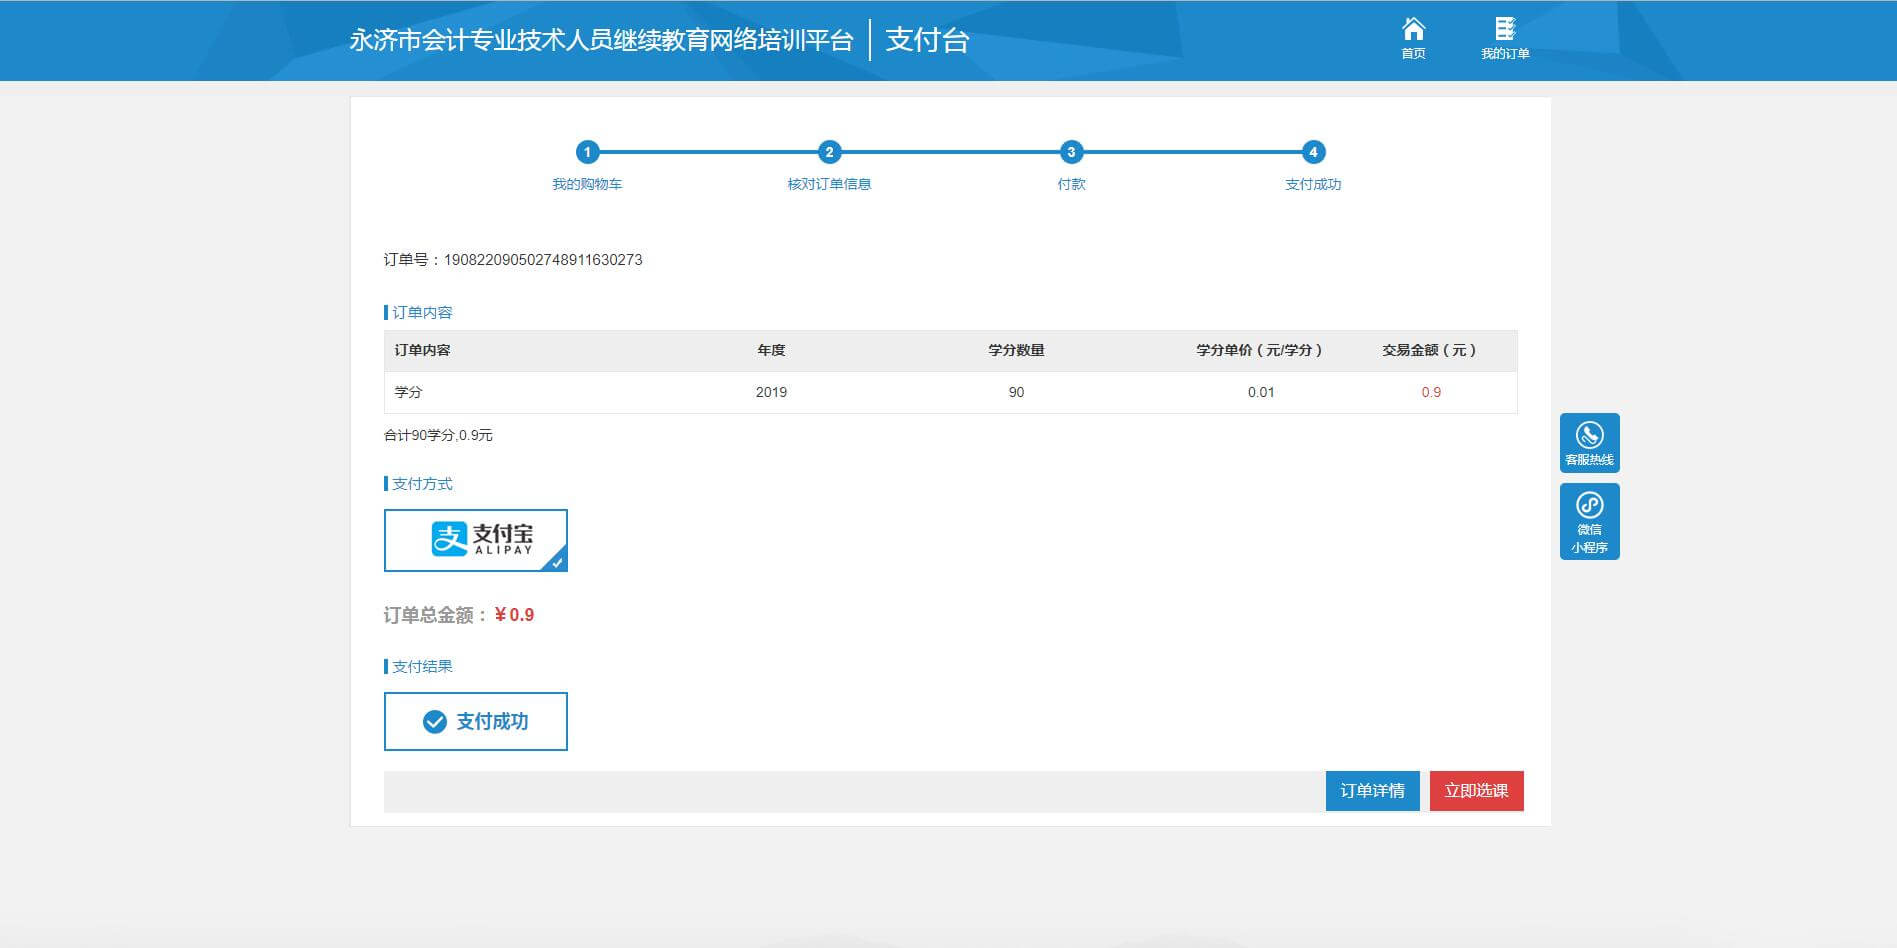 永济市会计专业技术人员继续教育网络培训平台 支付台
首页 我的订单
1 2 3 4
我的购物车 核对订单信息 付款 支付成功
订单号：190822090502748911630273
订单内容
订单内容 年度 学分数量 学分单价（元/学分） 交易金额（元）
学分 2019 90 0.01 0.9
合计90学分,0.9元
客服热线
支付方式
支 支付宝
ALIPAY
微信
小程序
订单总金额：￥0.9
支付结果
支付成功
订单详情 立即选课